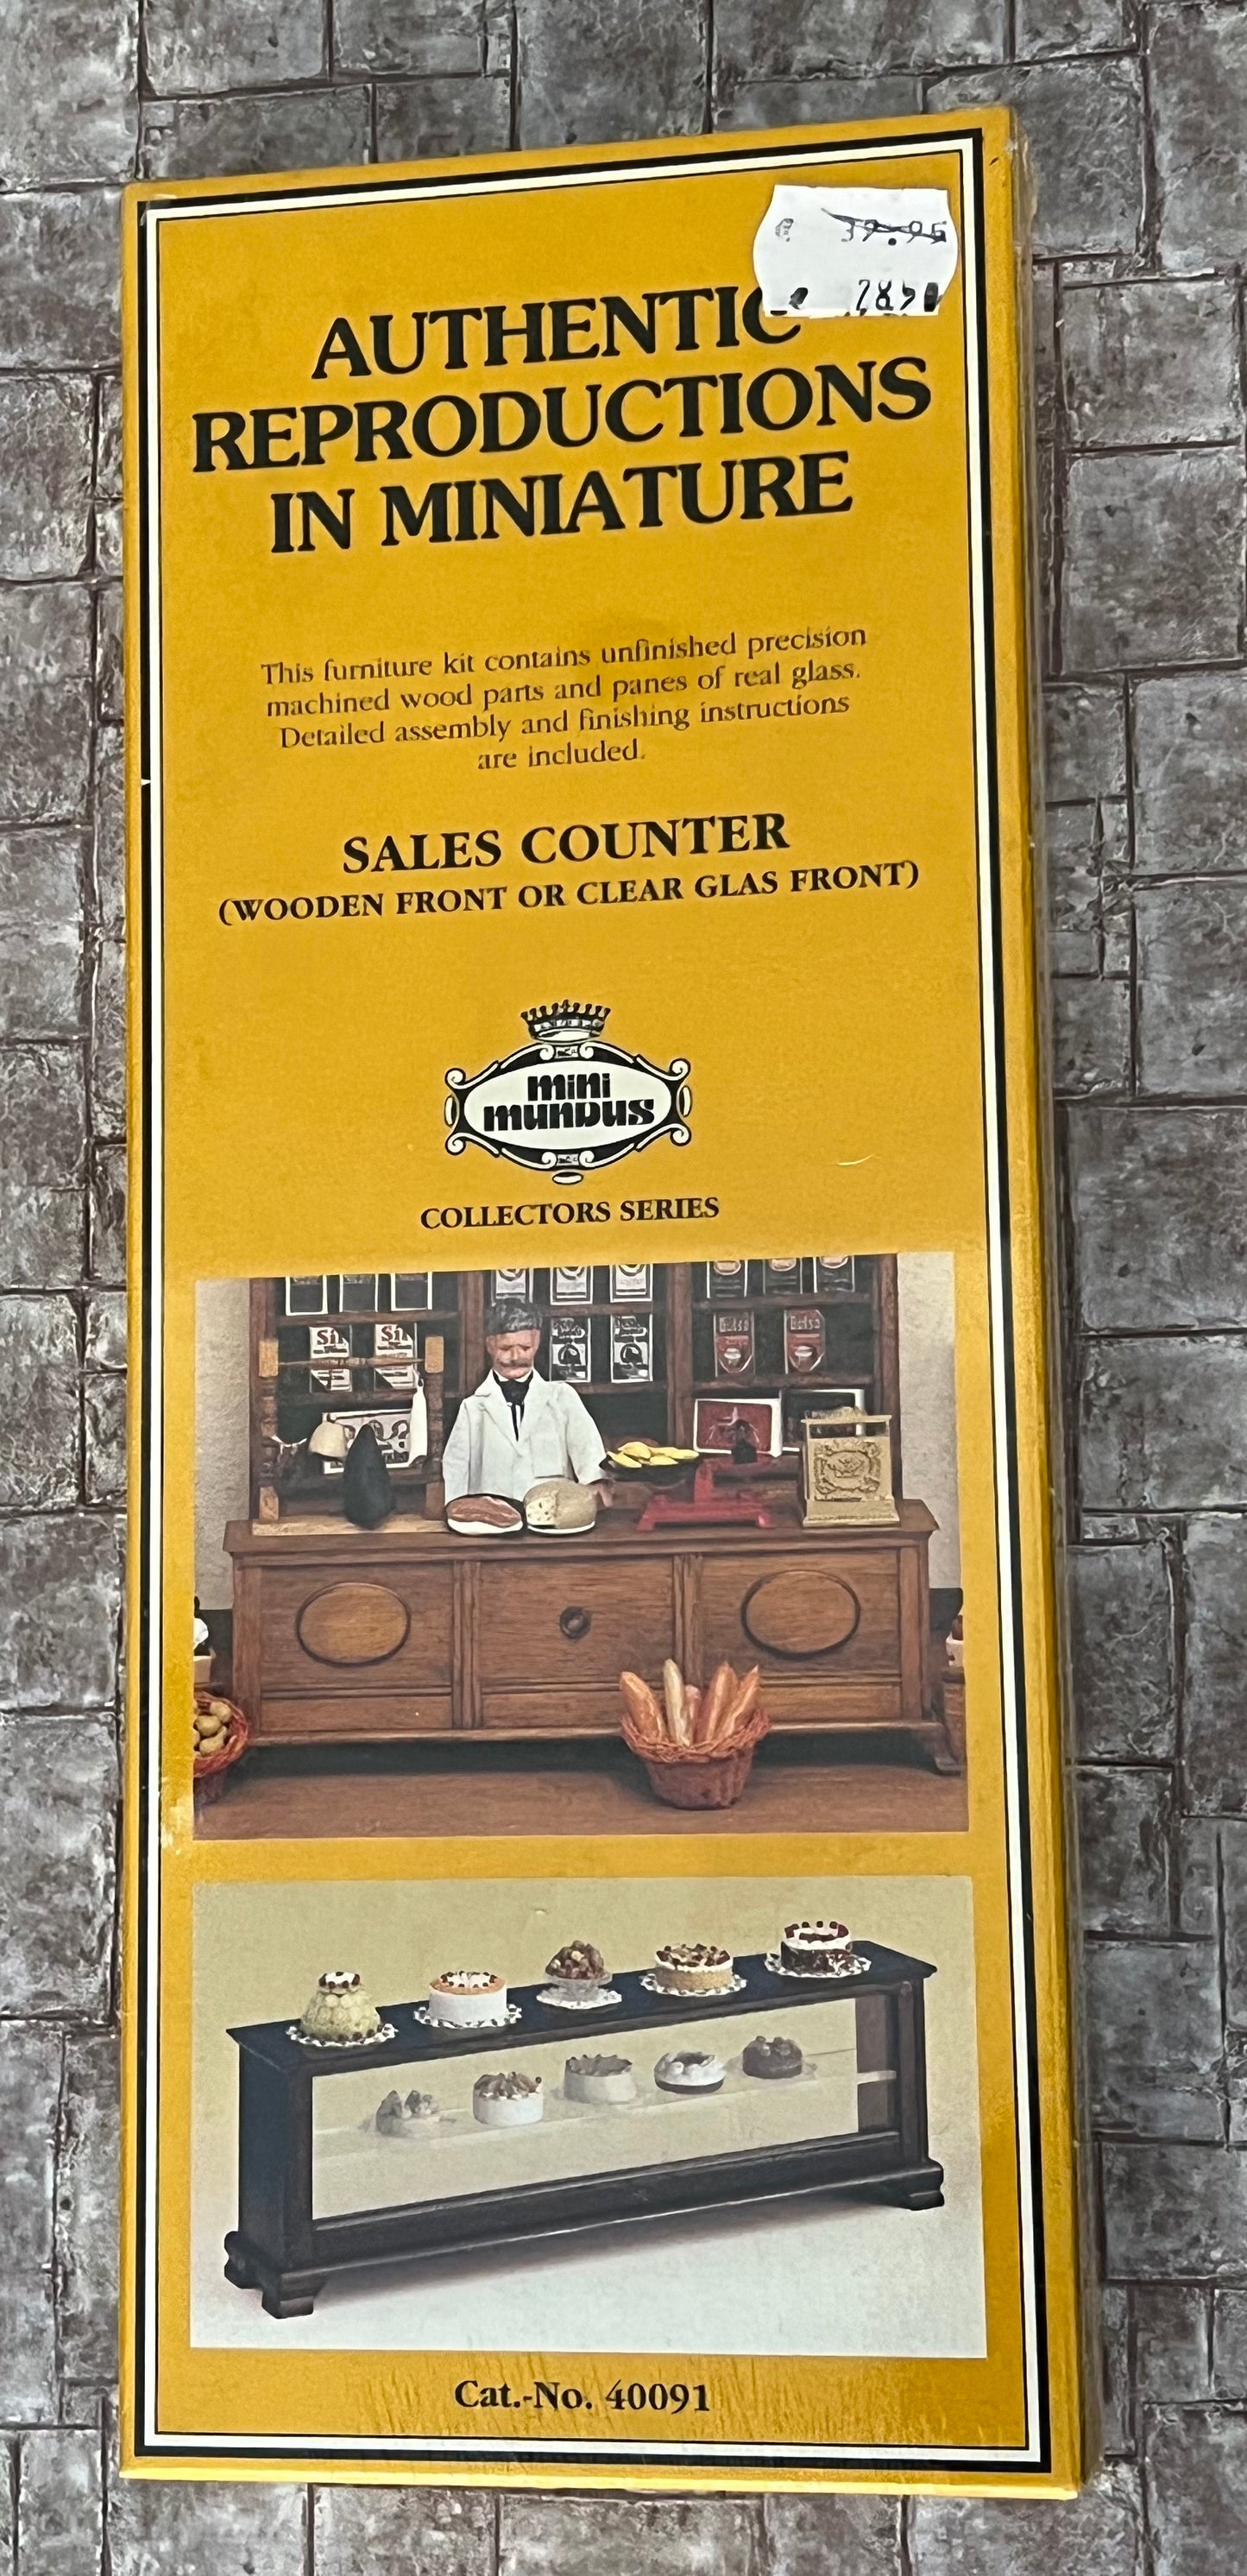 39.95
AUTHENTIC
REPRODUCTIONS
IN MINIATURE
This furniture kit contains unfinished precision
machined wood parts and panes of real glass.
Detailed assembly and finishing instructions
are included.
SALES COUNTER
(WOODEN FRONT OR CLEAR GLAS FRONT)
mini
mundus
COLLECTORS SERIES
Cat.-No. 40091